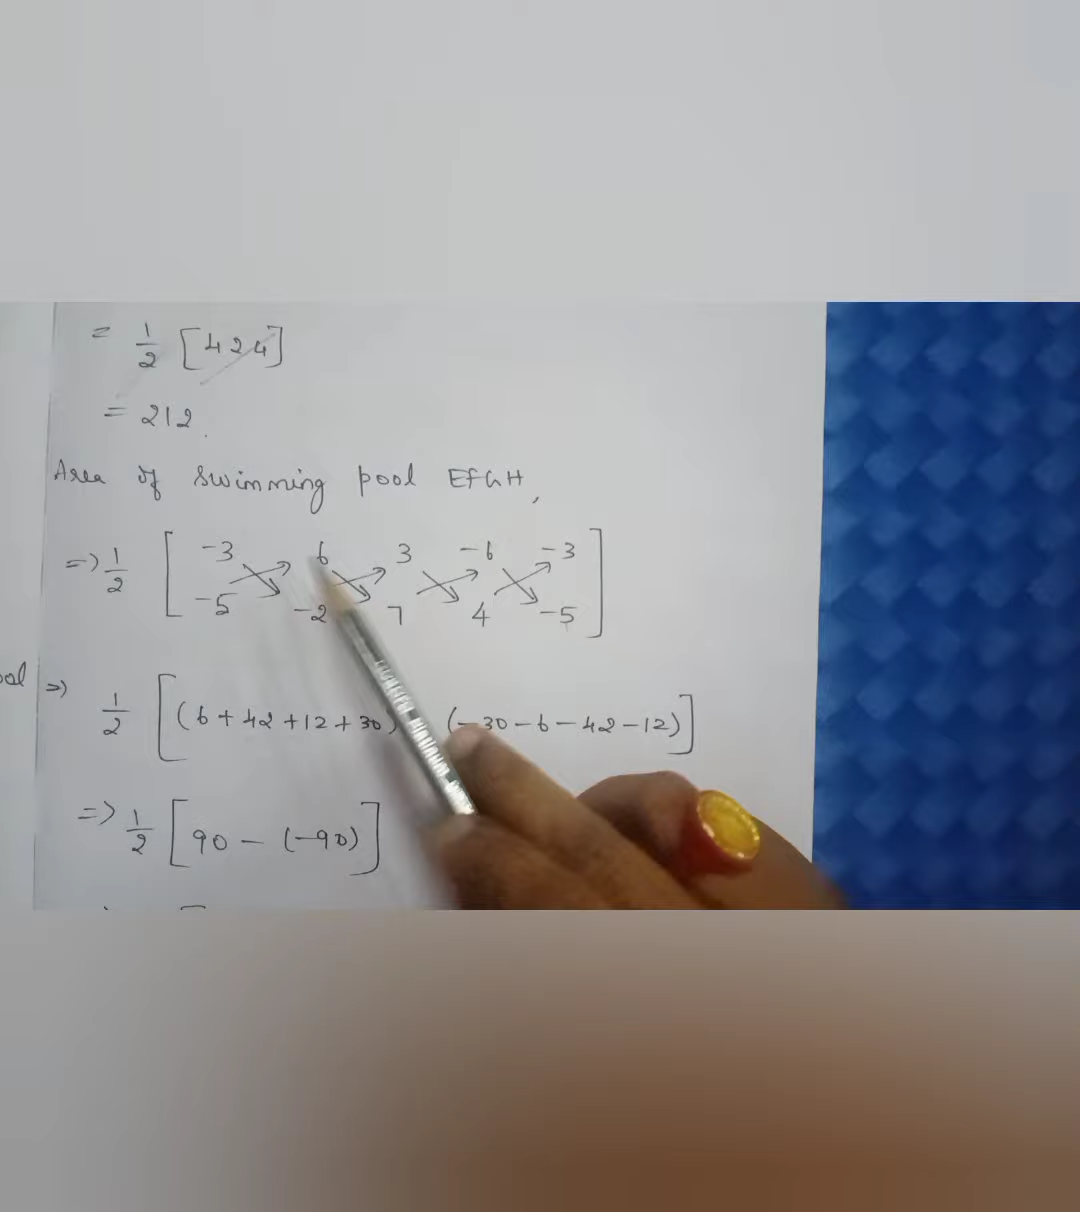 = 1/2 [424]
= 212.
Area of swimming pool EFGH,
=> 1/2 [ -3 6 3 -6 -3
-5 -2 7 4 -5 ]
=> 1/2 [(6+42+12+30) (-30-6-42-12)]
=> 1/2 [90 - (-90)]